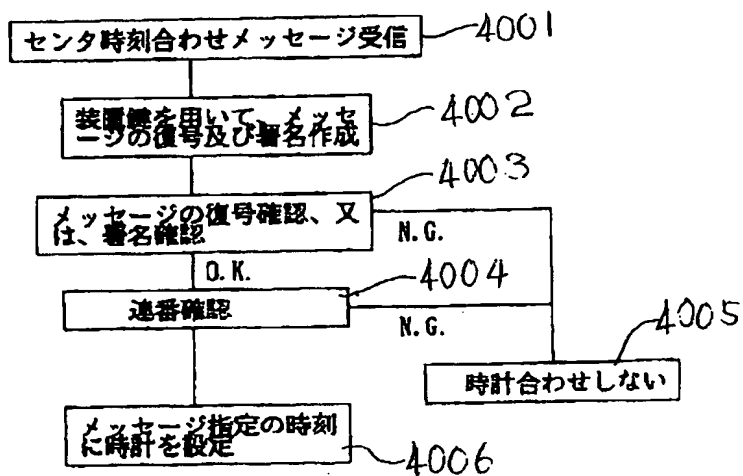 センタ時刻合わせメッセージ受信
4001
装置鍵を用いて、メッセ
ージの復号及び署名作成
4002
メッセージの復号確認、又
は、署名確認
4003
N.G.
O.K.
連番確認
4004
N.G.
時計合わせしない
4005
メッセージ指定の時刻
に時計を設定
4006